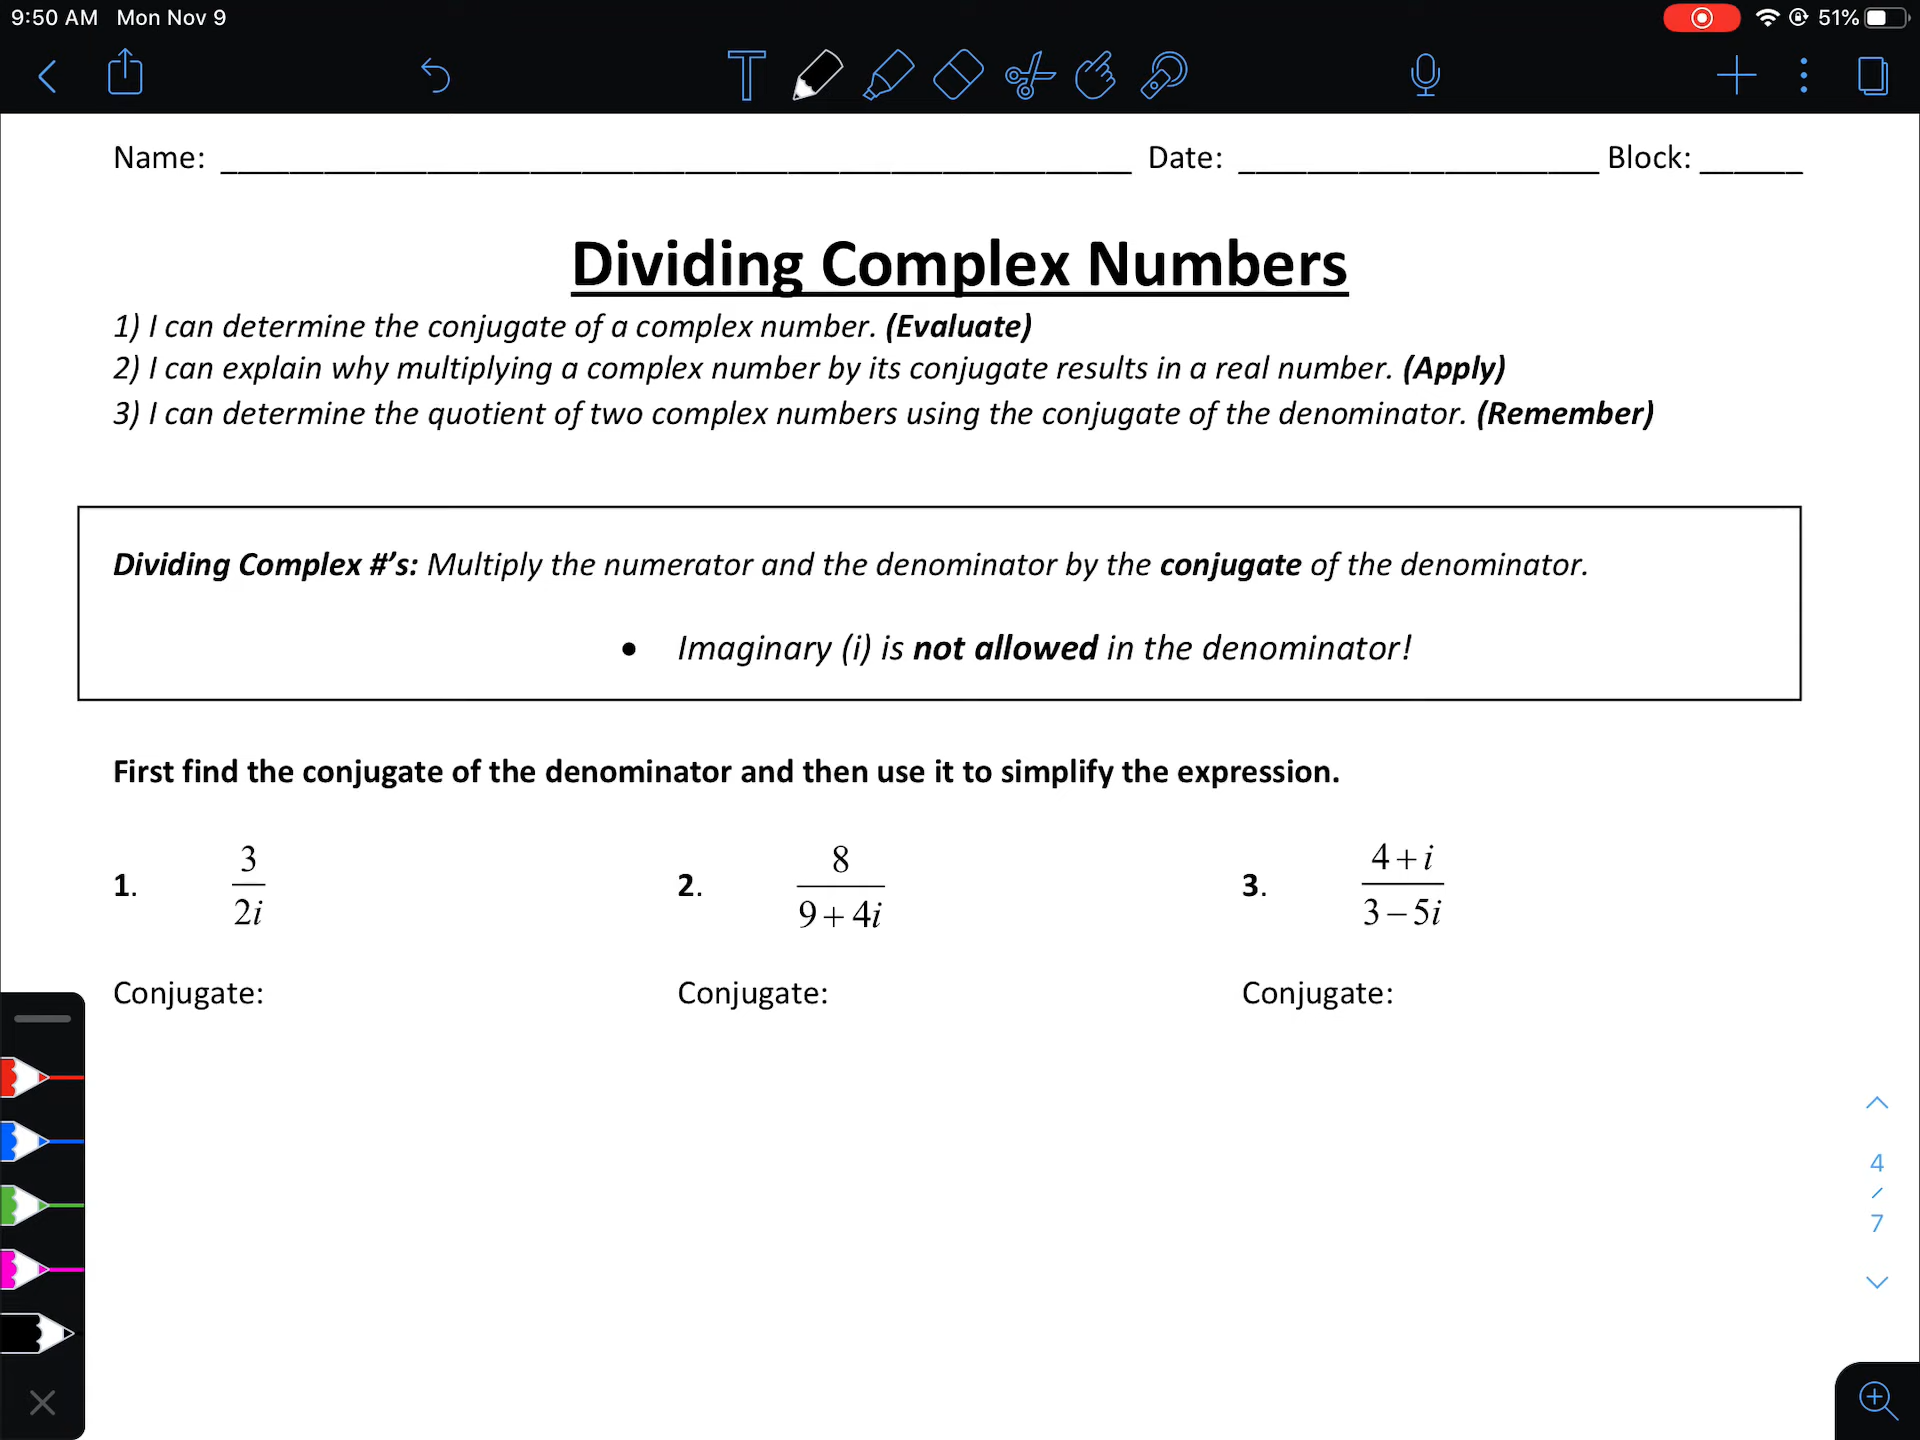 9:50 AM Mon Nov 9
51%
Name: ______________________________ Date: ______________ Block: ______
Dividing Complex Numbers
1) I can determine the conjugate of a complex number. (Evaluate)
2) I can explain why multiplying a complex number by its conjugate results in a real number. (Apply)
3) I can determine the quotient of two complex numbers using the conjugate of the denominator. (Remember)
Dividing Complex #’s: Multiply the numerator and the denominator by the conjugate of the denominator.
• Imaginary (i) is not allowed in the denominator!
First find the conjugate of the denominator and then use it to simplify the expression.
1. 3/2i
2. 8/(9+4i)
3. (4+i)/(3−5i)
Conjugate:
Conjugate:
Conjugate:
4
/
7